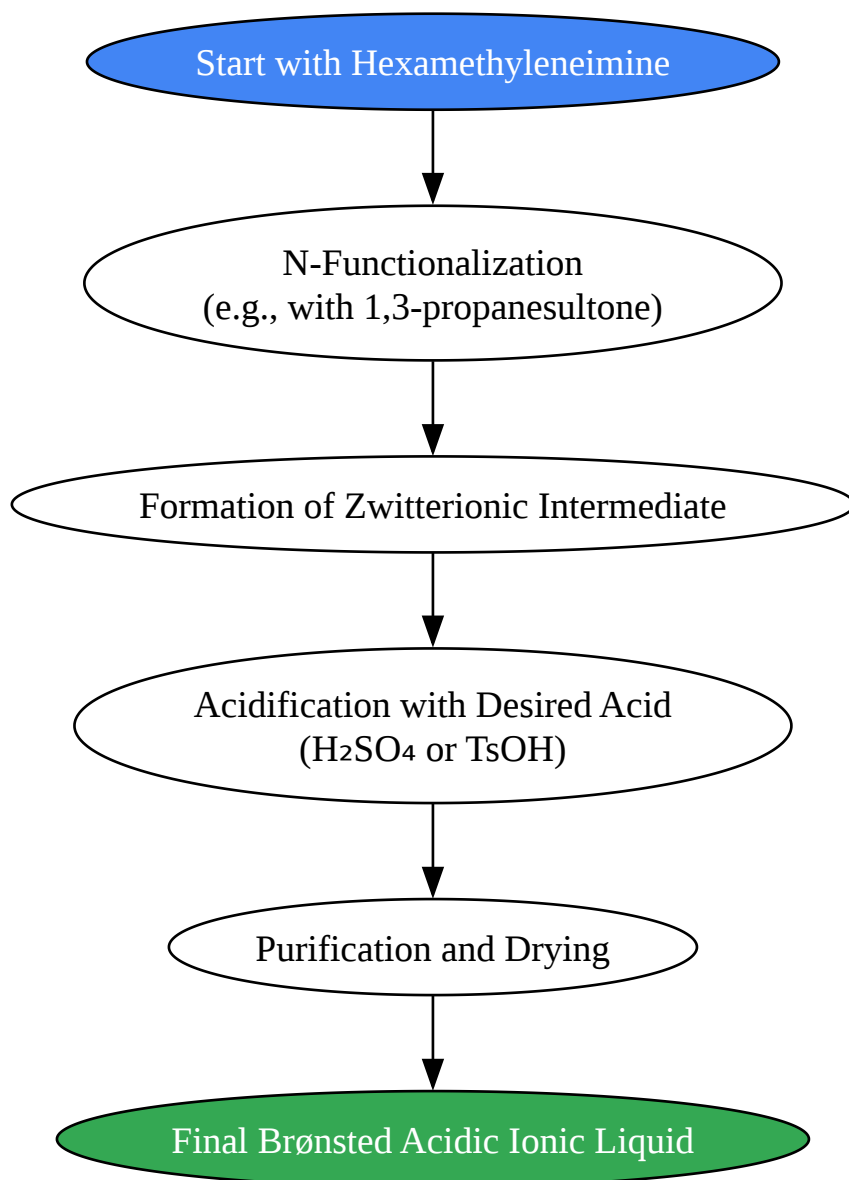 Start with Hexamethyleneimine
N-Functionalization
(e.g., with 1,3-propanesultone)
Formation of Zwitterionic Intermediate
Acidification with Desired Acid
(H₂SO₄ or TsOH)
Purification and Drying
Final Brønsted Acidic Ionic Liquid